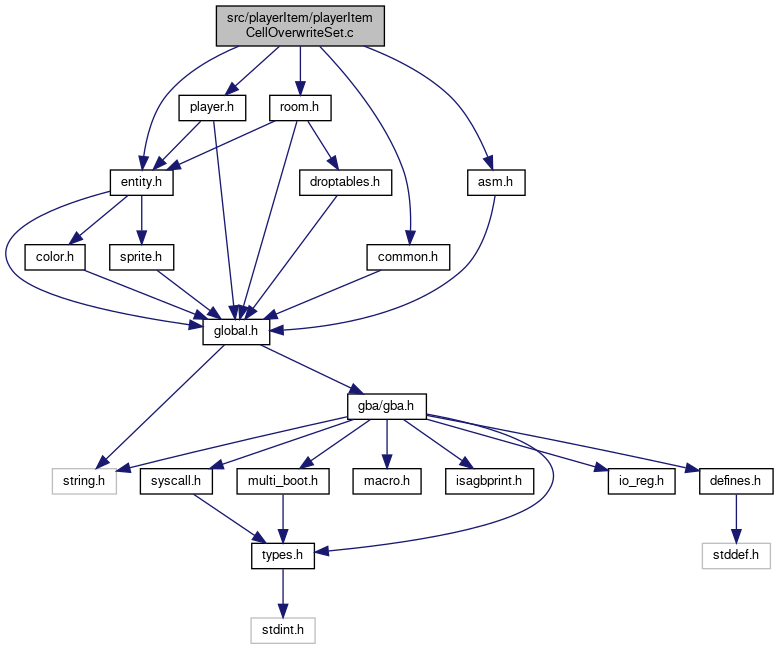 src/playerItem/playerItem
CellOverwriteSet.c
player.h
room.h
entity.h
droptables.h
asm.h
color.h
sprite.h
common.h
global.h
gba/gba.h
string.h
syscall.h
multi_boot.h
macro.h
isagbprint.h
io_reg.h
defines.h
types.h
stddef.h
stdint.h